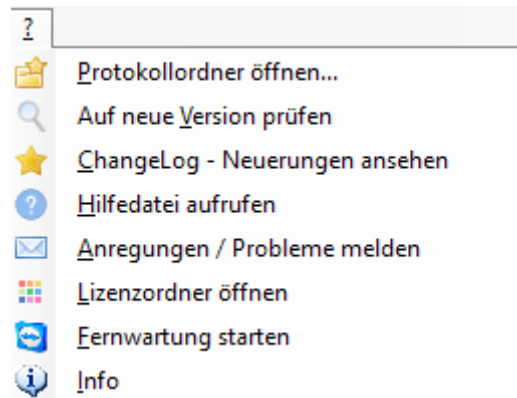 ?
Protokollordner öffnen...
Auf neue Version prüfen
ChangeLog - Neuerungen ansehen
Hilfedatei aufrufen
Anregungen / Probleme melden
Lizenzordner öffnen
Fernwartung starten
Info